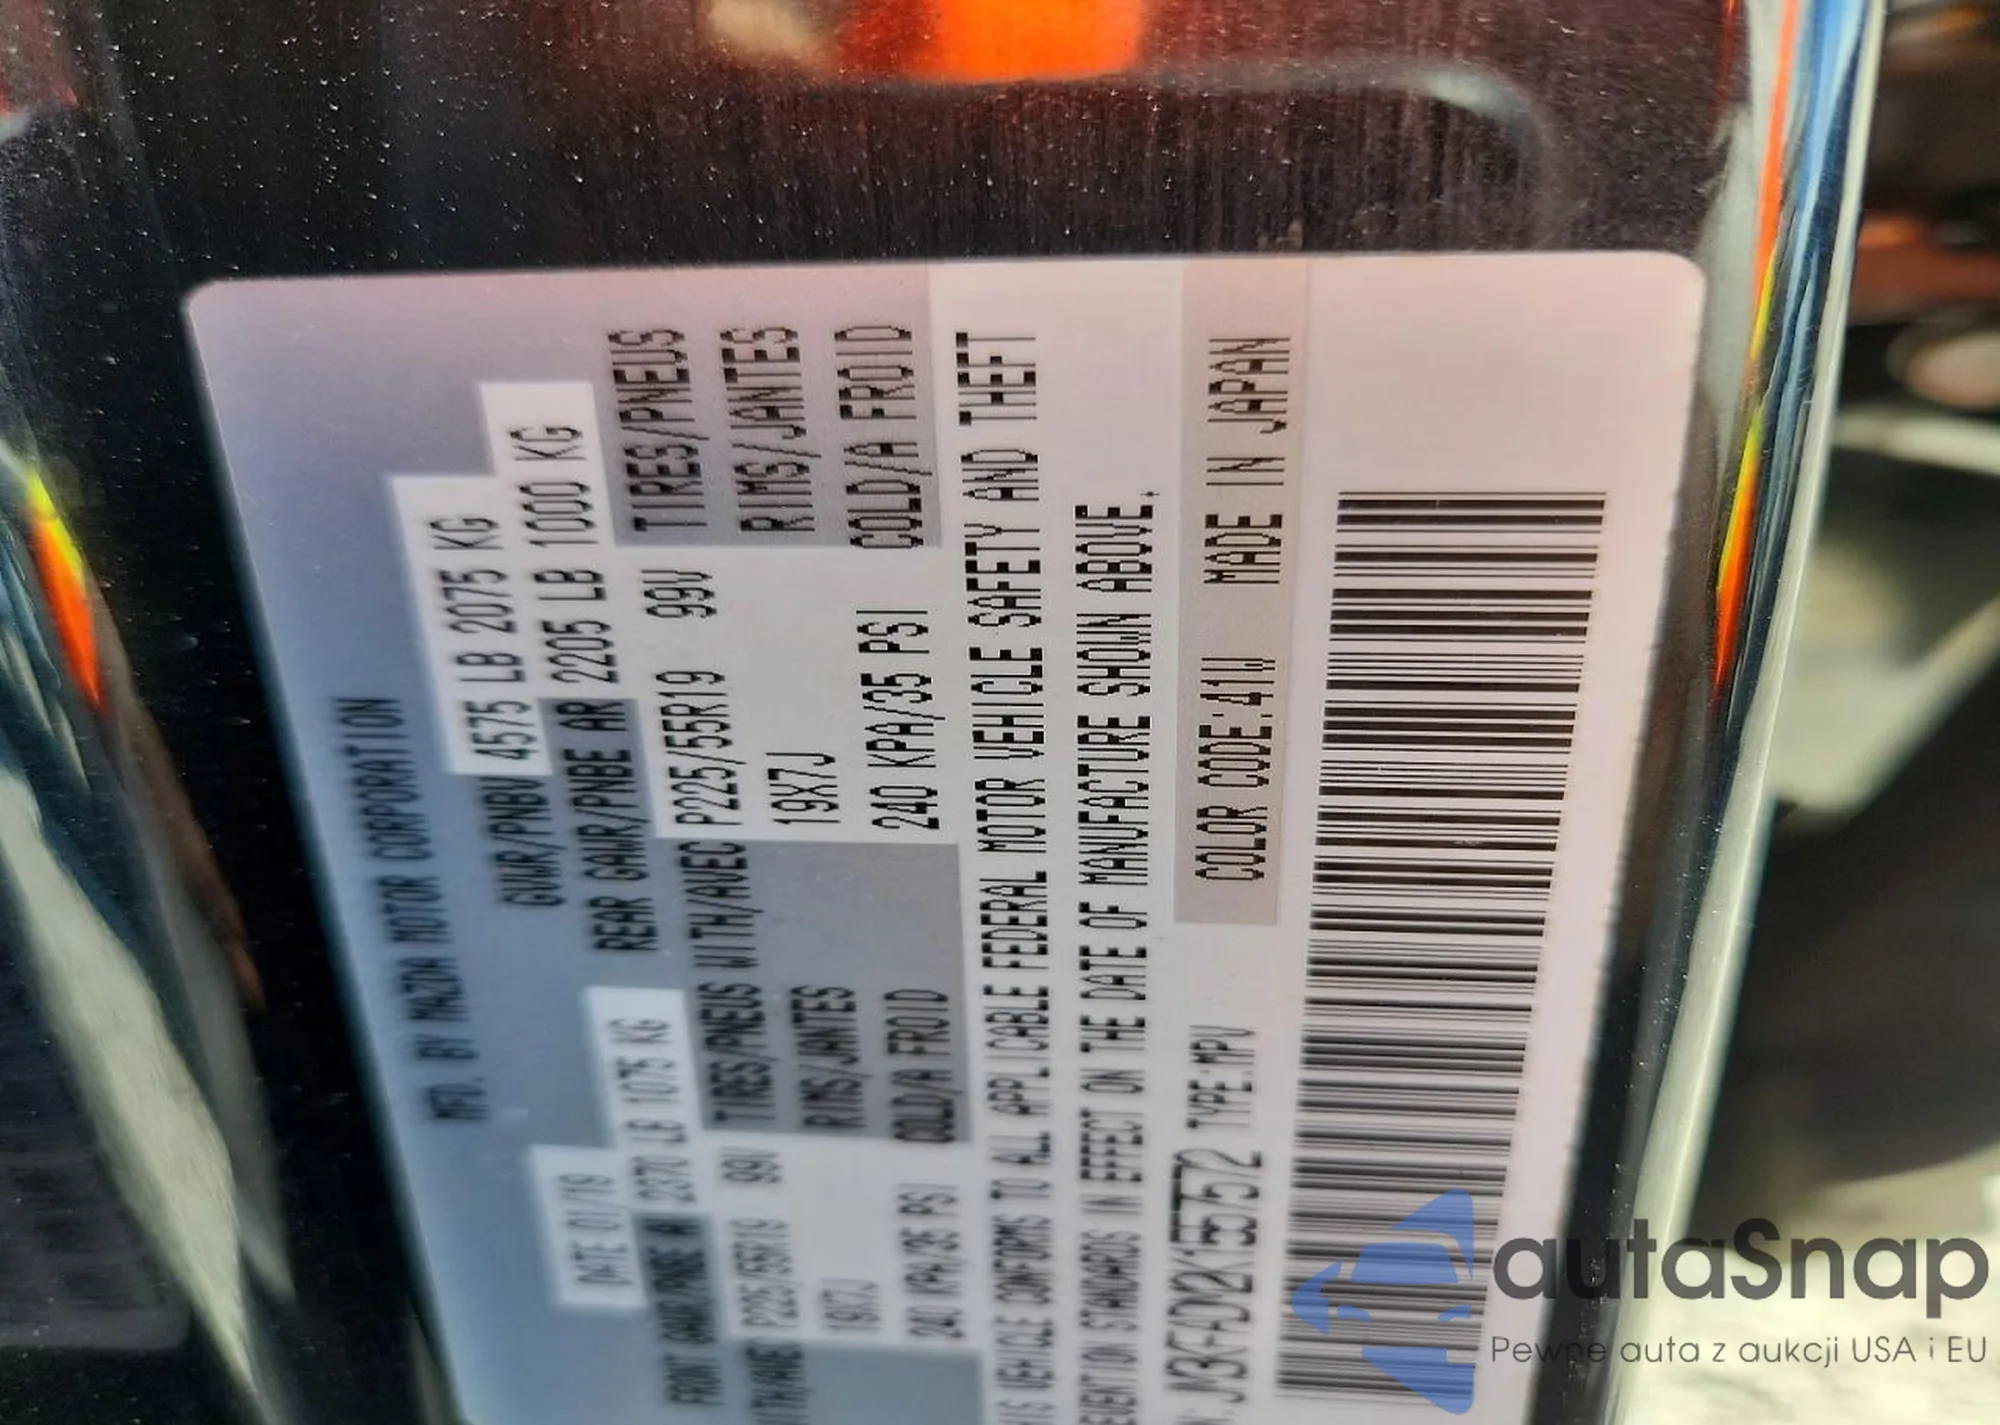 MFD. BY MAZDA MOTOR CORPORATION
DATE 01/19 GVWR/PNBV 4575 LB 2075 KG
FRONT GAWR/PNBE A 2370 LB 1075 KG REAR GAWR/PNBE AR 2205 LB 1000 KG
P225/55R19 TIRES/PNEUS WITH/AVEC P225/55R19 99V TIRES/PNEUS
19X7J RIMS/JANTES 19X7J RIMS/JANTES
240 KPA/35 PSI COLD/A FROID 240 KPA/35 PSI COLD/A FROID
VEHICLE CONFORMS TO ALL APPLICABLE FEDERAL MOTOR VEHICLE SAFETY AND THEFT
STANDARDS IN EFFECT ON THE DATE OF MANUFACTURE SHOWN ABOVE.
TYPE:MPV COLOR CODE:41W MADE IN JAPAN
autaSnap
Pewne auta z aukcji USA i EU